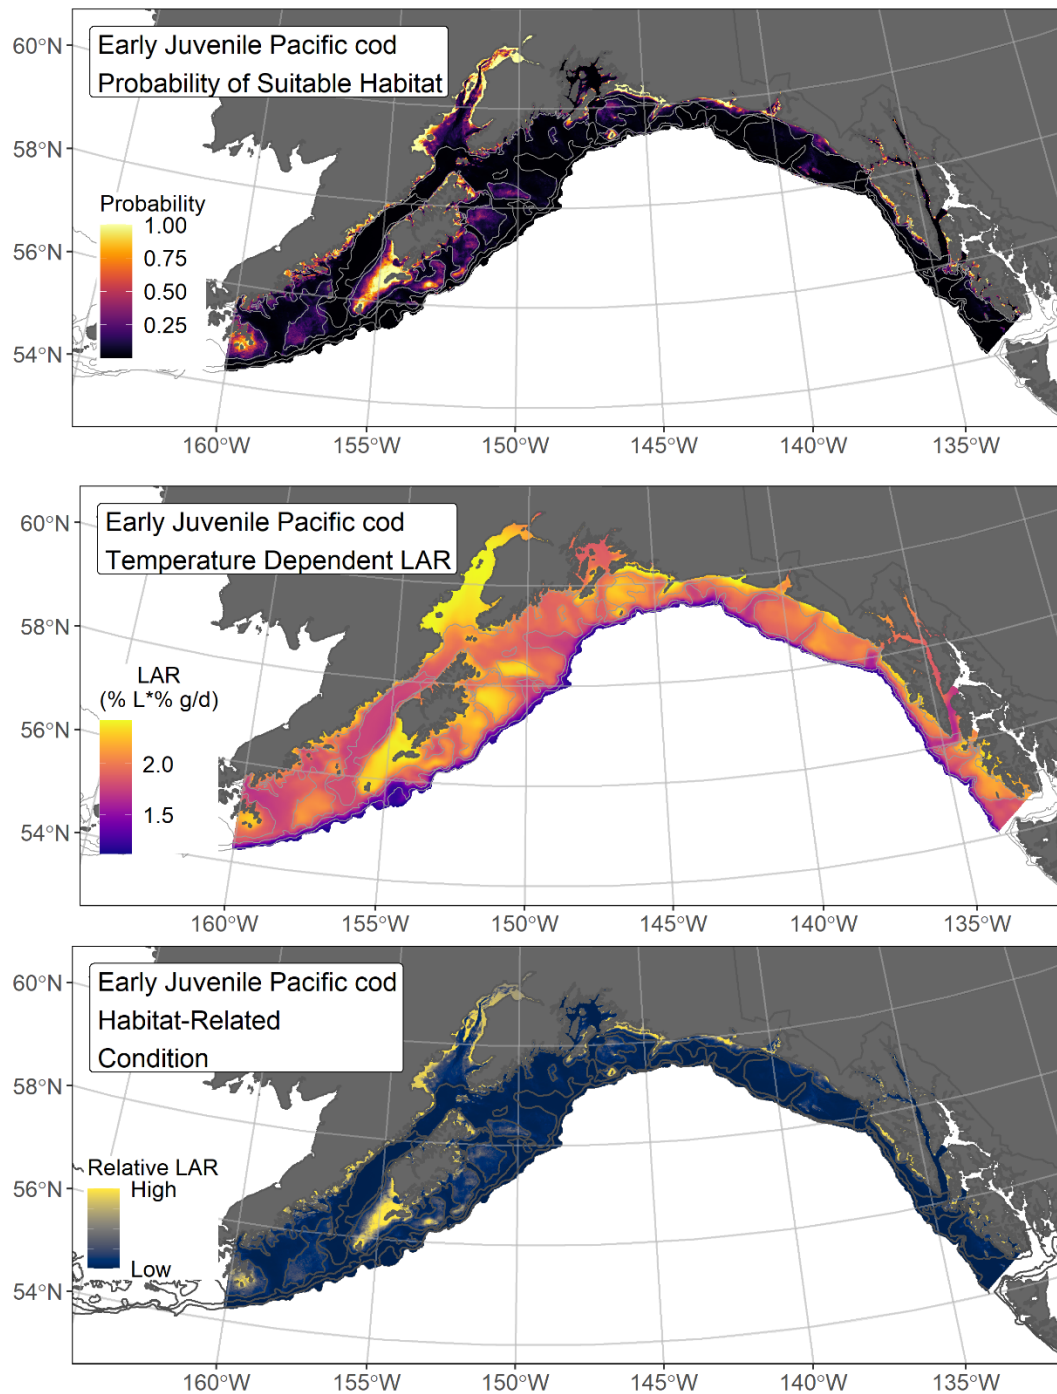 Early Juvenile Pacific cod
Probability of Suitable Habitat
60°N
58°N
56°N
54°N
Probability
1.00
0.75
0.50
0.25
160°W
155°W
150°W
145°W
140°W
135°W
Early Juvenile Pacific cod
Temperature Dependent LAR
60°N
58°N
56°N
54°N
LAR
(% L*% g/d)
2.0
1.5
160°W
155°W
150°W
145°W
140°W
135°W
Early Juvenile Pacific cod
Habitat-Related
Condition
60°N
58°N
56°N
54°N
Relative LAR
High
Low
160°W
155°W
150°W
145°W
140°W
135°W